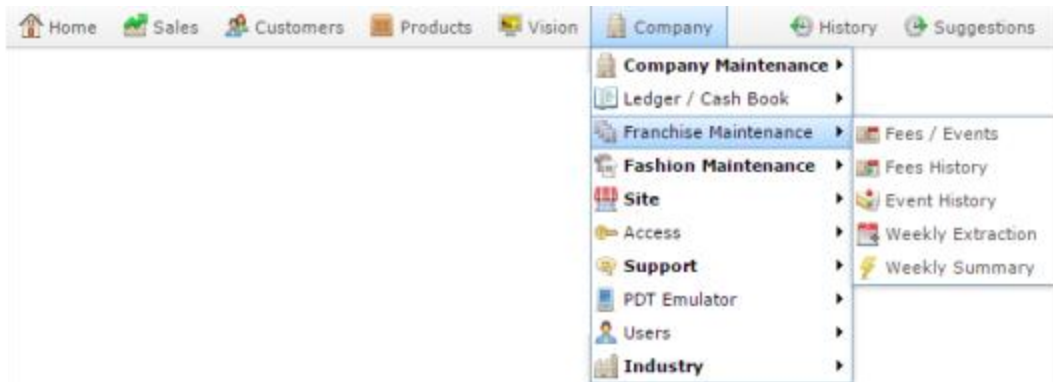 Home Sales Customers Products Vision Company History Suggestions
Company Maintenance
Ledger / Cash Book
Franchise Maintenance
Fashion Maintenance
Site
Access
Support
PDT Emulator
Users
Industry
Fees / Events
Fees History
Event History
Weekly Extraction
Weekly Summary